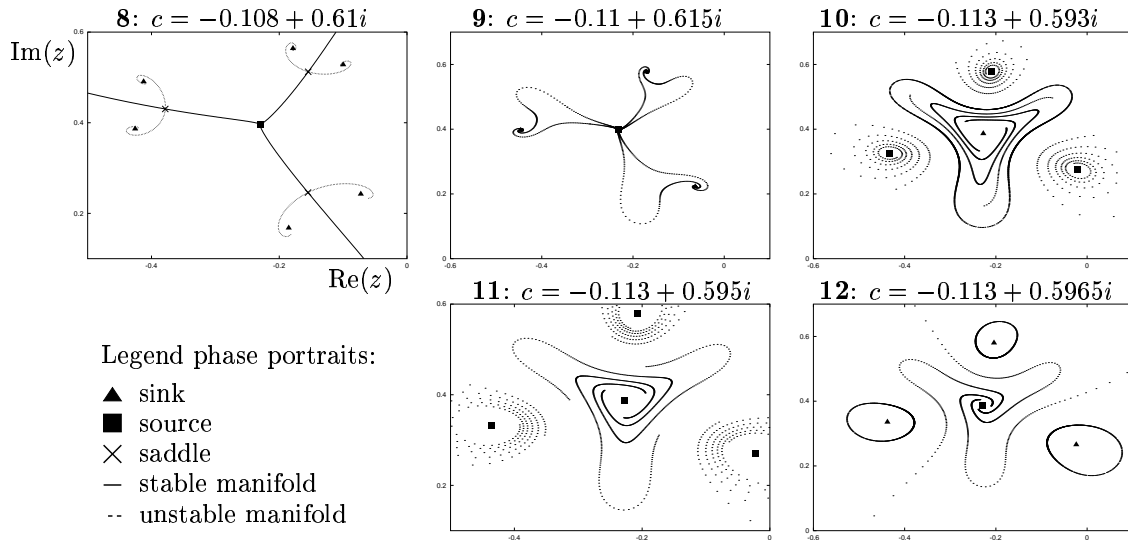 8: c = −0.108 + 0.61i
9: c = −0.11 + 0.615i
10: c = −0.113 + 0.593i
Im(z)
0.6
0.4
0.2
-0.4
-0.2
0
Re(z)
0.6
0.4
0.2
-0.6
-0.4
-0.2
0
0.6
0.4
0.2
-0.6
-0.4
-0.2
0
11: c = −0.113 + 0.595i
12: c = −0.113 + 0.5965i
0.4
0.2
-0.4
-0.2
0
0.6
0.4
0.2
0
-0.6
-0.4
-0.2
0
Legend phase portraits:
sink
source
saddle
stable manifold
unstable manifold